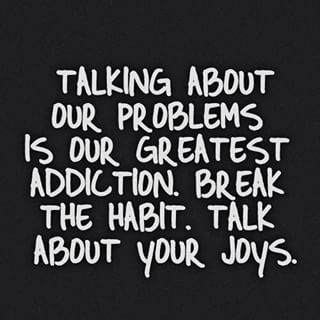 TALKING ABOUT
OUR PROBLEMS
IS OUR GREATEST
ADDICTION. BREAK
THE HABIT. TALK
ABOUT YOUR JOYS.